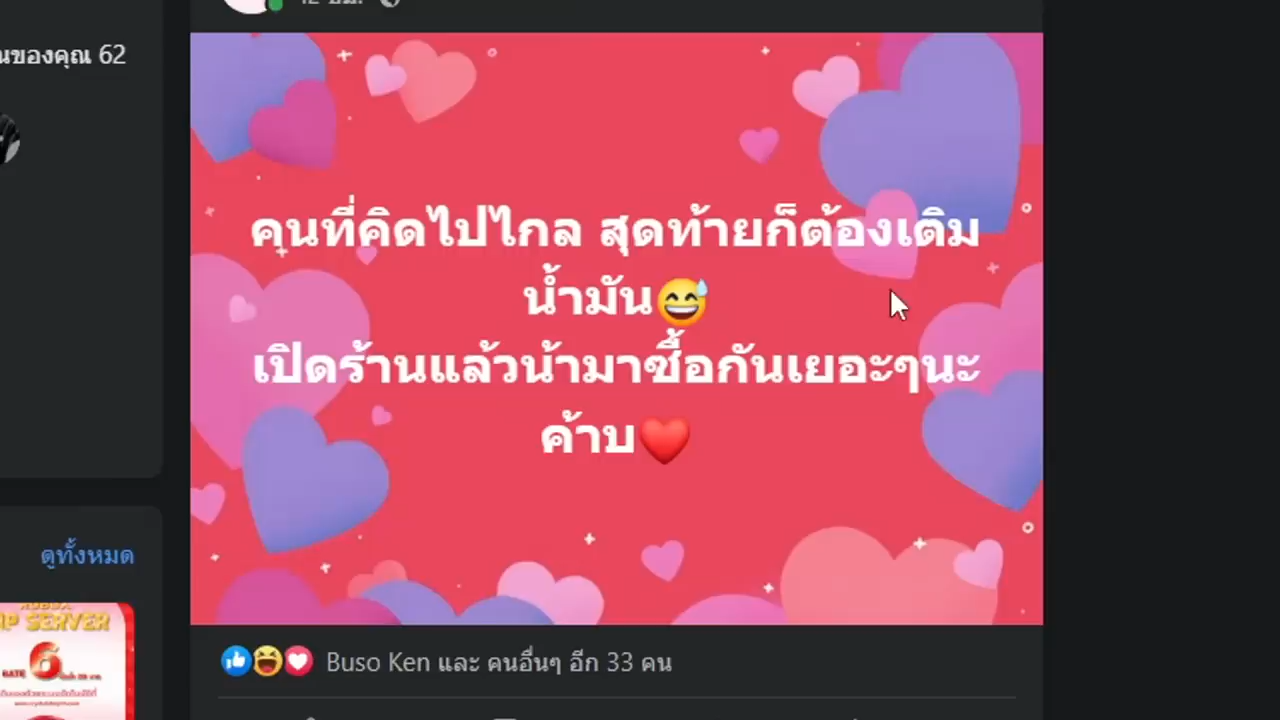 นของคุณ 62
คนที่คิดไปไกล สุดท้ายก็ต้องเติม
น้ำมัน😅
เปิดร้านแล้วน้ามาซื้อกันเยอะๆนะ
ค้าบ❤️
ดูทั้งหมด
SERVER
6
Buso Ken และ คนอื่นๆ อีก 33 คน